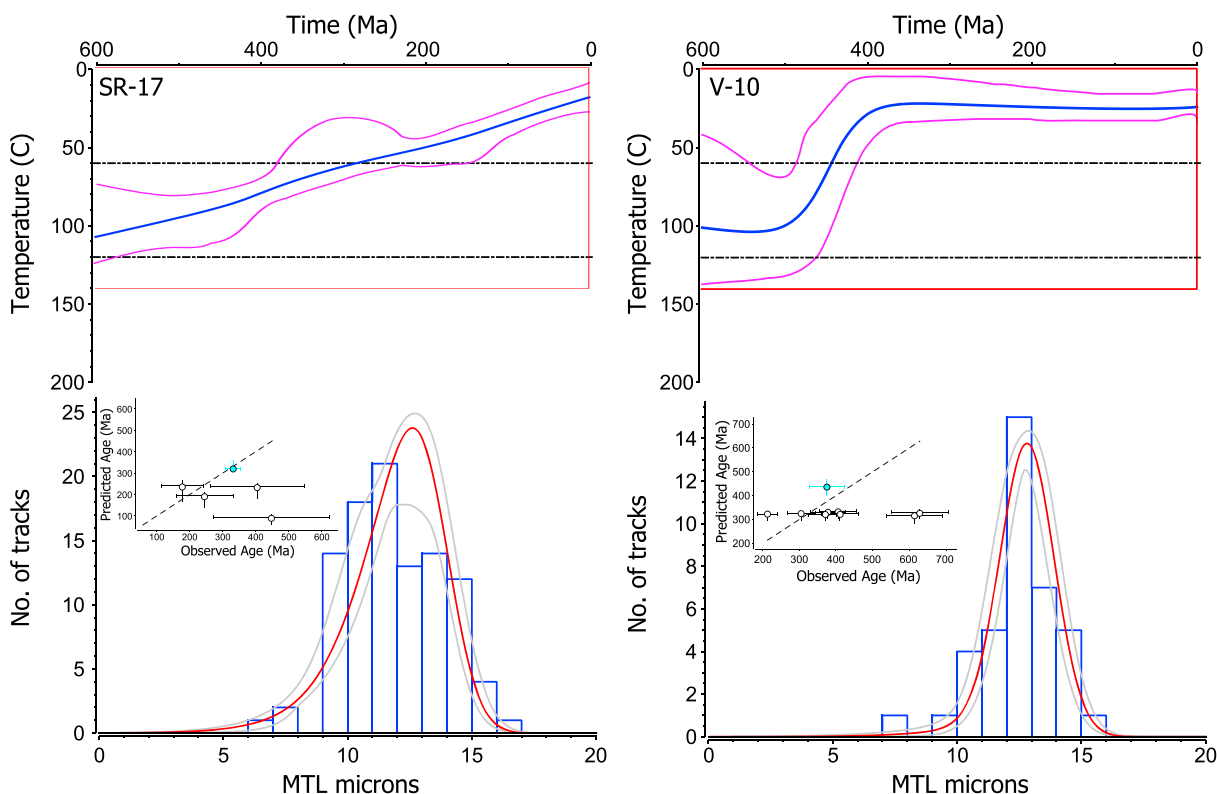 Time (Ma)
600 400 200 0
SR-17
0
50
100
150
200
Temperature (C)
Time (Ma)
600 400 200 0
V-10
0
50
100
150
200
Temperature (C)
25
20
15
10
5
0
No. of tracks
0 5 10 15 20
MTL microns
600
500
400
300
200
100
Predicted Age (Ma)
100 200 300 400 500 600
Observed Age (Ma)
14
12
10
8
6
4
2
0
No. of tracks
0 5 10 15 20
MTL microns
700
600
500
400
300
200
Predicted Age (Ma)
200 300 400 500 600 700
Observed Age (Ma)